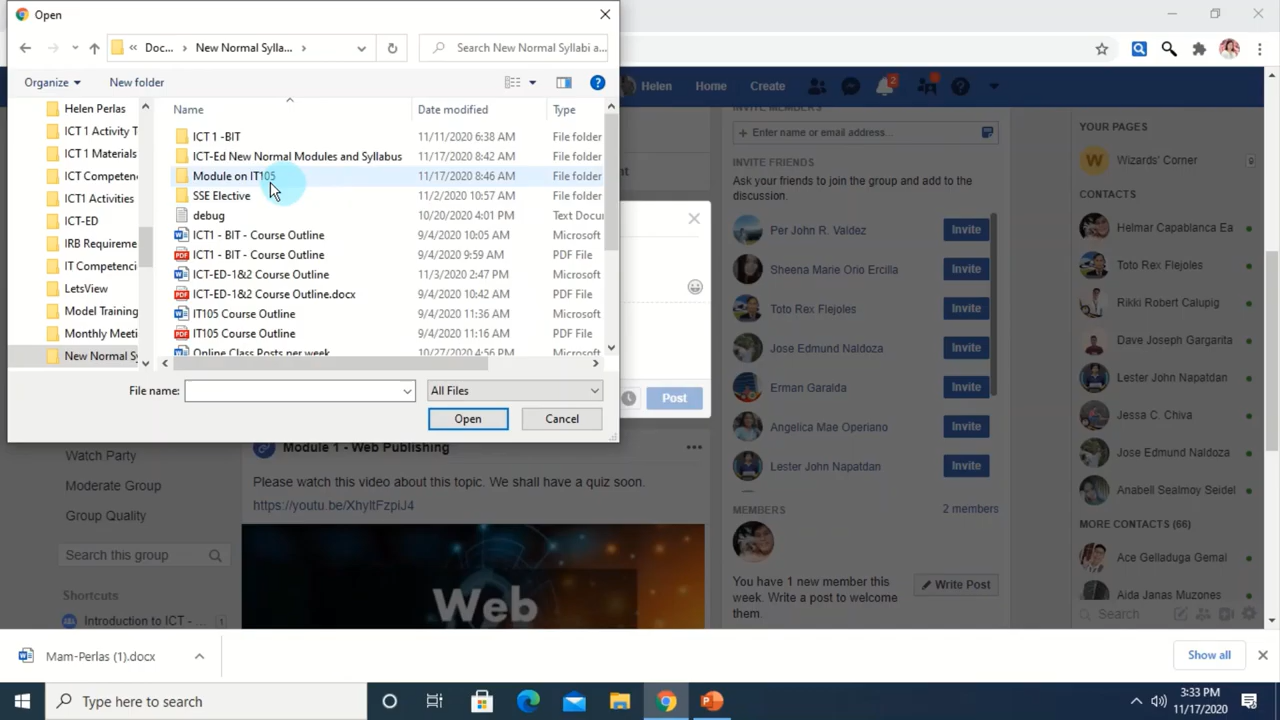 Open
« Doc... › New Normal Sylla... ›
Search New Normal Syllabi a...
Organize
New folder
Helen Perlas
ICT 1 Activity T
ICT 1 Materials
ICT Competen
ICT1 Activities
ICT-ED
IRB Requireme
IT Competenci
LetsView
Model Training
Monthly Meeti
New Normal Sy
Name Date modified Type
ICT 1 -BIT 11/11/2020 6:38 AM File folder
ICT-Ed New Normal Modules and Syllabus 11/17/2020 8:42 AM File folder
Module on IT105 11/17/2020 8:46 AM File folder
SSE Elective 11/2/2020 10:57 AM File folder
debug 10/20/2020 4:01 PM Text Docu
ICT1 - BIT - Course Outline 9/4/2020 10:05 AM Microsoft
ICT1 - BIT - Course Outline 9/4/2020 9:59 AM PDF File
ICT-ED-1&2 Course Outline 11/3/2020 2:47 PM Microsoft
ICT-ED-1&2 Course Outline.docx 9/4/2020 10:42 AM PDF File
IT105 Course Outline 9/4/2020 11:36 AM Microsoft
IT105 Course Outline 9/4/2020 11:16 AM PDF File
Online Class Posts per week 10/27/2020 4:56 PM Microsoft
File name:
All Files
Open
Cancel
Helen
Home
Create
2
Post
Watch Party
Moderate Group
Group Quality
Search this group
Shortcuts
Introduction to ICT - ... 1
Module 1 - Web Publishing
Please watch this video about this topic. We shall have a quiz soon.
https://youtu.be/XhyltFzpiJ4
Web
INVITE MEMBERS
+ Enter name or email address...
INVITE FRIENDS
Ask your friends to join the group and add to the
discussion.
Per John R. Valdez Invite
Sheena Marie Orio Ercilla Invite
Toto Rex Flejoles Invite
Jose Edmund Naldoza Invite
Erman Garalda Invite
Angelica Mae Operiano Invite
Lester John Napatdan Invite
MEMBERS
2 members
You have 1 new member this
week. Write a post to welcome
them.
Write Post
YOUR PAGES
W Wizards' Corner 9
CONTACTS
Helmar Capablanca Ea
Toto Rex Flejoles
Rikki Robert Calupig
Dave Joseph Gargarita
Lester John Napatdan
Jessa C. Chiva
Jose Edmund Naldoza
Anabell Sealmoy Seidel
MORE CONTACTS (66)
Ace Gelladuga Gemal
Aida Janas Muzones
Search
Mam-Perlas (1).docx
Show all
Type here to search
3:33 PM
11/17/2020